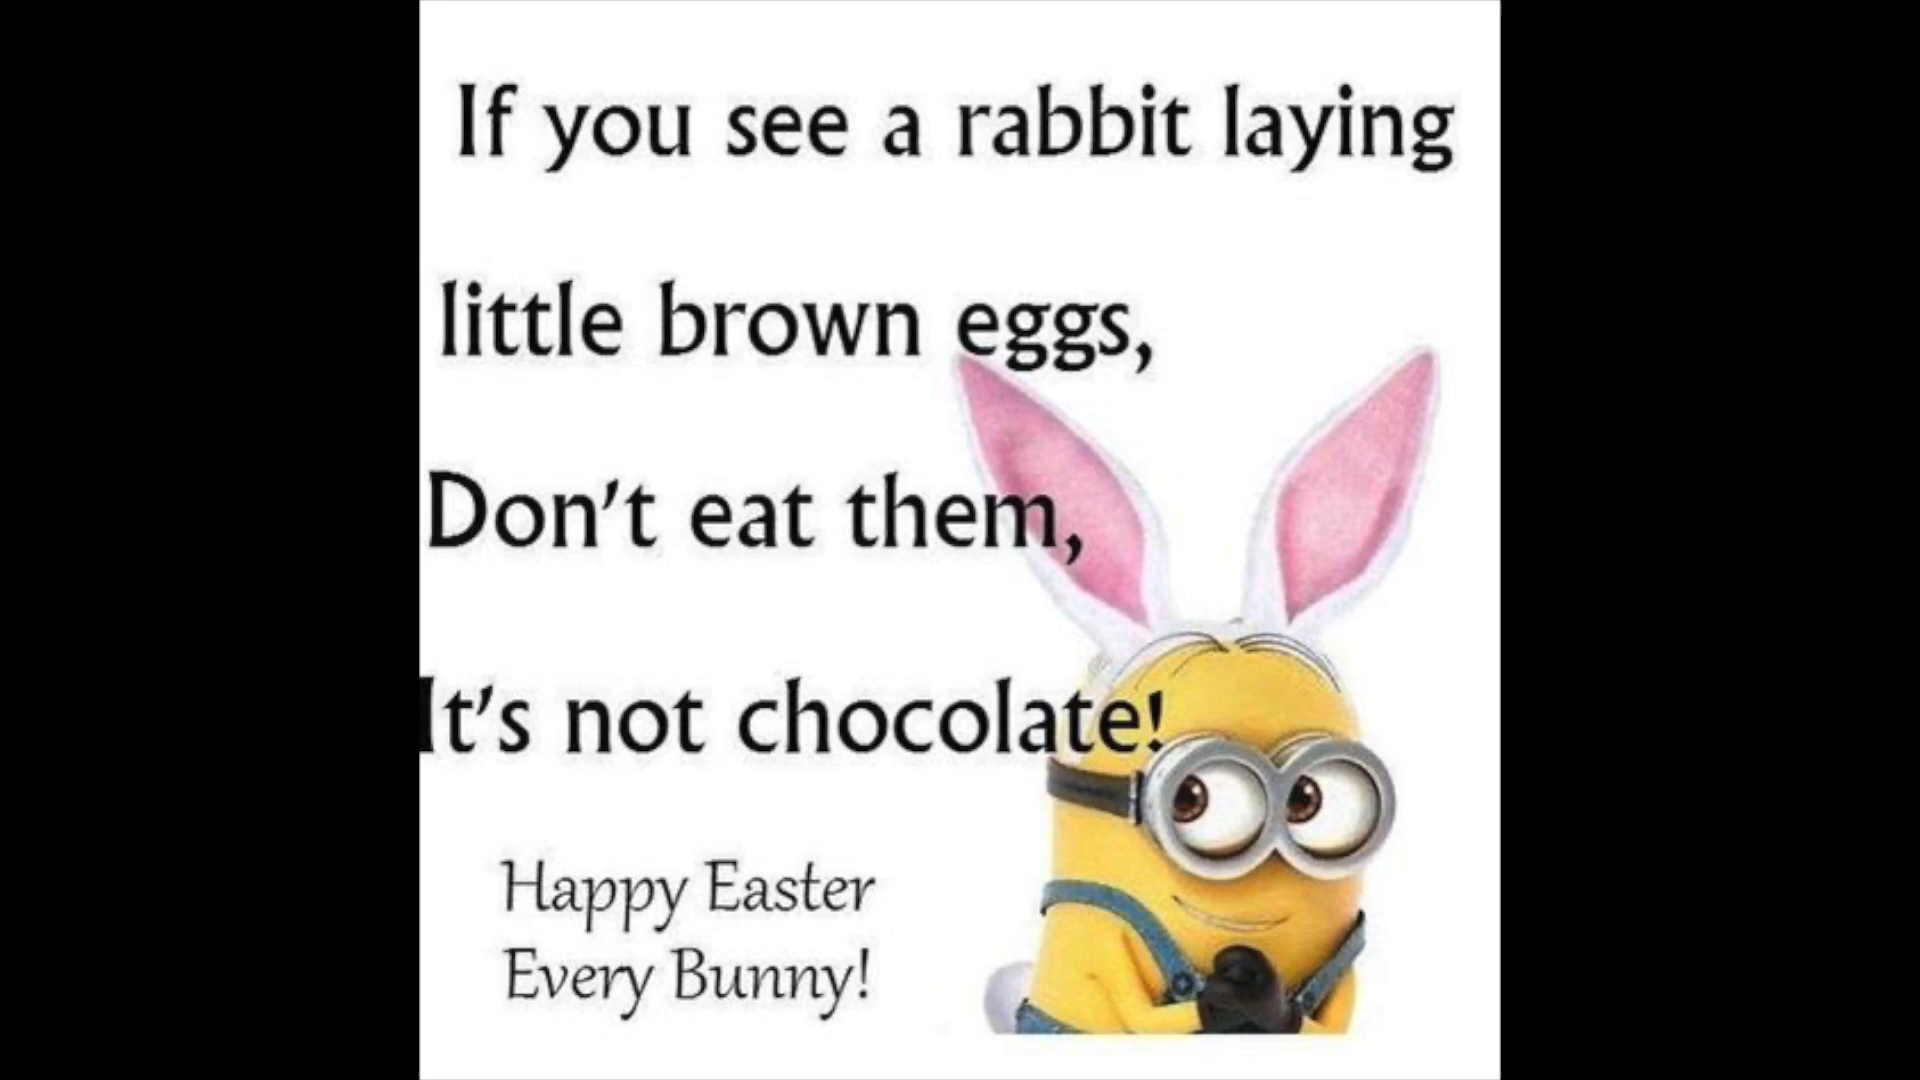 If you see a rabbit laying
little brown eggs,
Don't eat them,
It's not chocolate!
Happy Easter
Every Bunny!